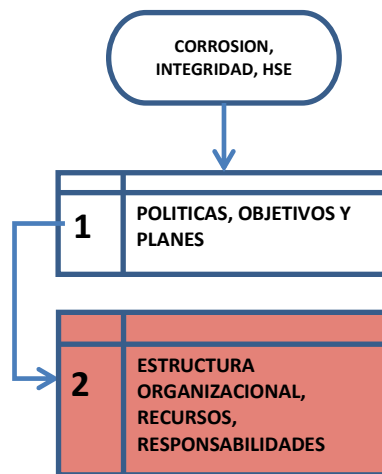 CORROSION,
INTEGRIDAD, HSE
1
POLITICAS, OBJETIVOS Y
PLANES
2
ESTRUCTURA
ORGANIZACIONAL,
RECURSOS,
RESPONSABILIDADES